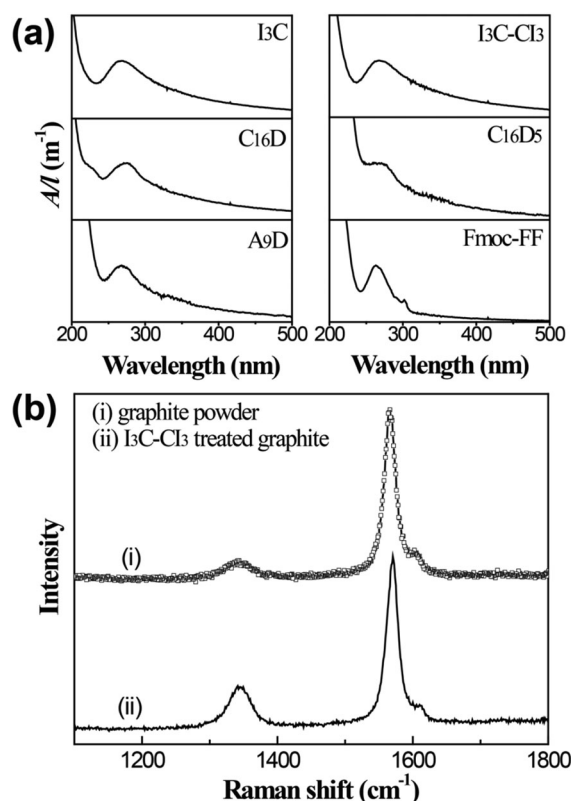 (a)
I3C
I3C-CI3
C16D
C16D5
A9D
Fmoc-FF
A/l (m-1)
200 300 400 500
200 300 400 500
Wavelength (nm)
Wavelength (nm)
(b)
(i) graphite powder
(ii) I3C-CI3 treated graphite
(i)
(ii)
Intensity
1200 1400 1600 1800
Raman shift (cm-1)